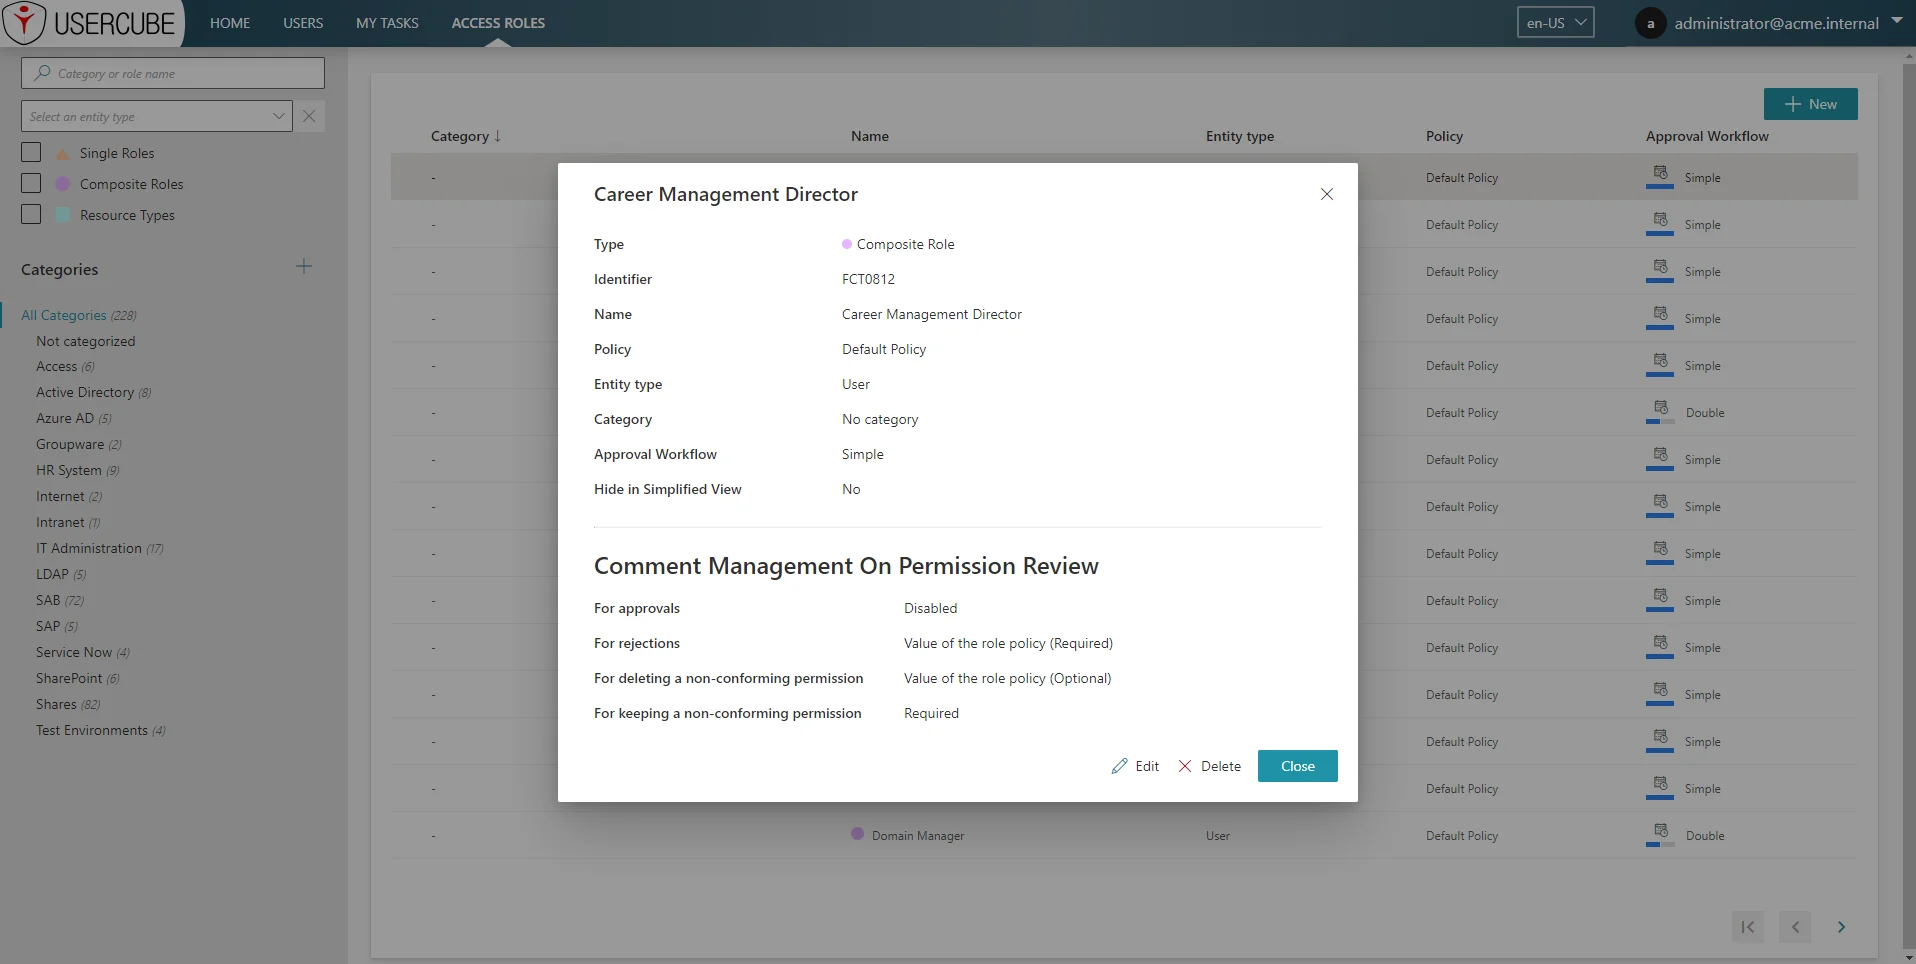 USERCUBE
HOME
USERS
MY TASKS
ACCESS ROLES
en-US
a
administrator@acme.internal
Category or role name
Select an entity type
Single Roles
Composite Roles
Resource Types
Categories
All Categories (228)
Not categorized
Access (6)
Active Directory (8)
Azure AD (5)
Groupware (2)
HR System (9)
Internet (2)
Intranet (1)
IT Administration (17)
LDAP (5)
SAB (72)
SAP (5)
Service Now (4)
SharePoint (6)
Shares (82)
Test Environments (4)
New
Category Name Entity type Policy Approval Workflow
- Default Policy Simple
- Default Policy Simple
- Default Policy Simple
- Default Policy Simple
- Default Policy Simple
- Default Policy Double
- Default Policy Simple
- Default Policy Simple
- Default Policy Simple
- Default Policy Simple
- Default Policy Simple
- Default Policy Simple
- Default Policy Simple
- Default Policy Simple
- Domain Manager User Default Policy Double
Career Management Director
Type Composite Role
Identifier FCT0812
Name Career Management Director
Policy Default Policy
Entity type User
Category No category
Approval Workflow Simple
Hide in Simplified View No
Comment Management On Permission Review
For approvals Disabled
For rejections Value of the role policy (Required)
For deleting a non-conforming permission Value of the role policy (Optional)
For keeping a non-conforming permission Required
Edit
Delete
Close